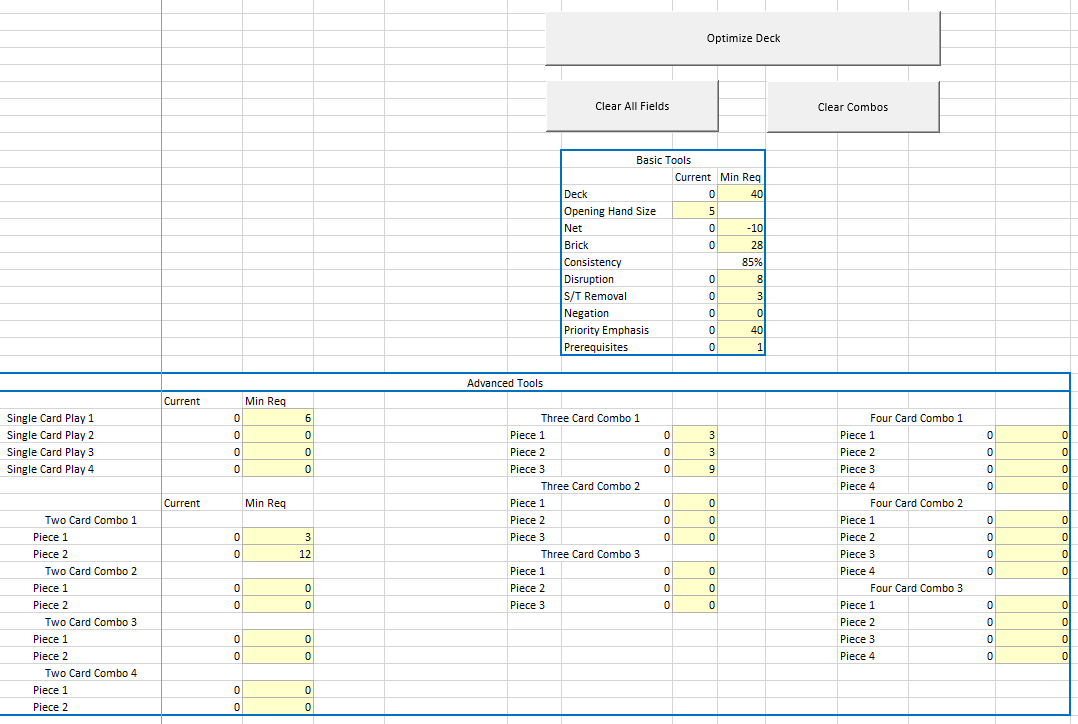 Optimize Deck
Clear All Fields Clear Combos
Basic Tools
Current Min Req
Deck 0 40
Opening Hand Size 5
Net 0 -10
Brick 0 28
Consistency 85%
Disruption 0 8
S/T Removal 0 3
Negation 0 0
Priority Emphasis 0 40
Prerequisites 0 1
Advanced Tools
Current Min Req
Single Card Play 1 0 6
Single Card Play 2 0 0
Single Card Play 3 0 0
Single Card Play 4 0 0
Current Min Req
Two Card Combo 1
Piece 1 0 3
Piece 2 0 12
Two Card Combo 2
Piece 1 0 0
Piece 2 0 0
Two Card Combo 3
Piece 1 0 0
Piece 2 0 0
Two Card Combo 4
Piece 1 0 0
Piece 2 0 0
Three Card Combo 1
Piece 1 0 3
Piece 2 0 3
Piece 3 0 9
Three Card Combo 2
Piece 1 0 0
Piece 2 0 0
Piece 3 0 0
Three Card Combo 3
Piece 1 0 0
Piece 2 0 0
Piece 3 0 0
Four Card Combo 1
Piece 1 0 0
Piece 2 0 0
Piece 3 0 0
Piece 4 0 0
Four Card Combo 2
Piece 1 0 0
Piece 2 0 0
Piece 3 0 0
Piece 4 0 0
Four Card Combo 3
Piece 1 0 0
Piece 2 0 0
Piece 3 0 0
Piece 4 0 0